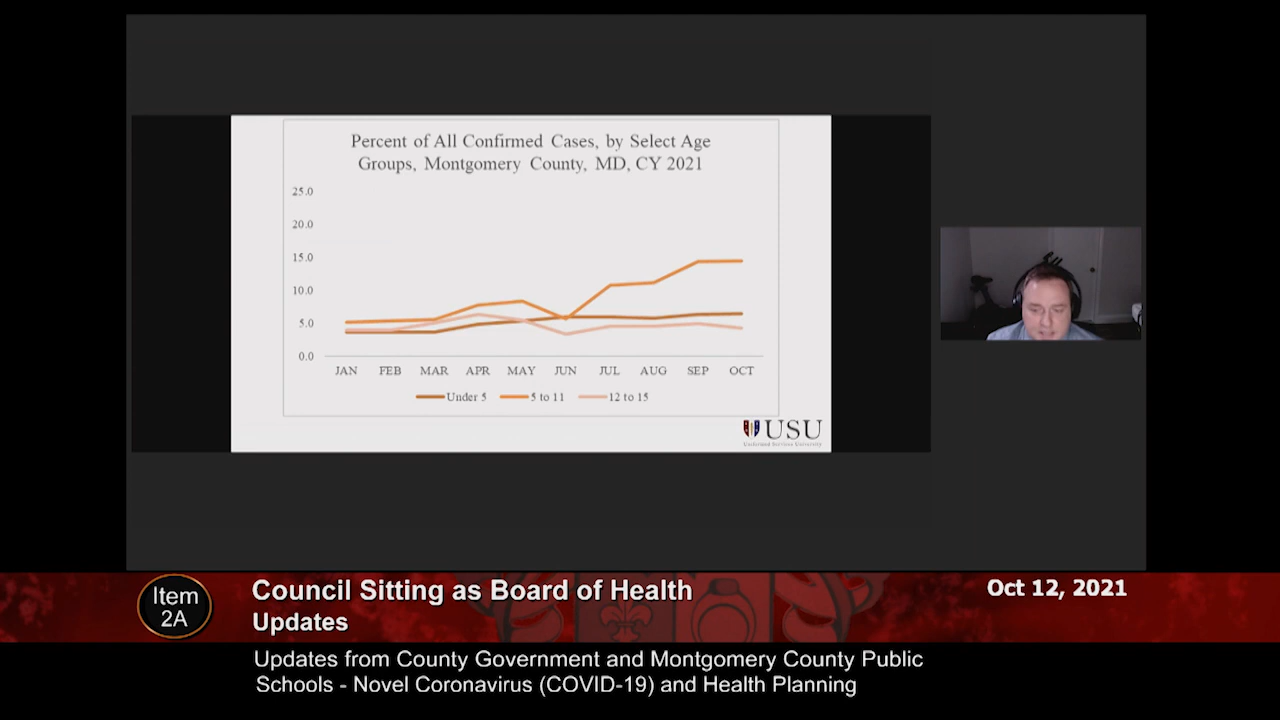 Percent of All Confirmed Cases, by Select Age
Groups, Montgomery County, MD, CY 2021
25.0
20.0
15.0
10.0
5.0
0.0
JAN FEB MAR APR MAY JUN JUL AUG SEP OCT
Under 5 5 to 11 12 to 15
USU
Uniformed Services University
Item
2A
Council Sitting as Board of Health
Updates
Oct 12, 2021
Updates from County Government and Montgomery County Public
Schools - Novel Coronavirus (COVID-19) and Health Planning